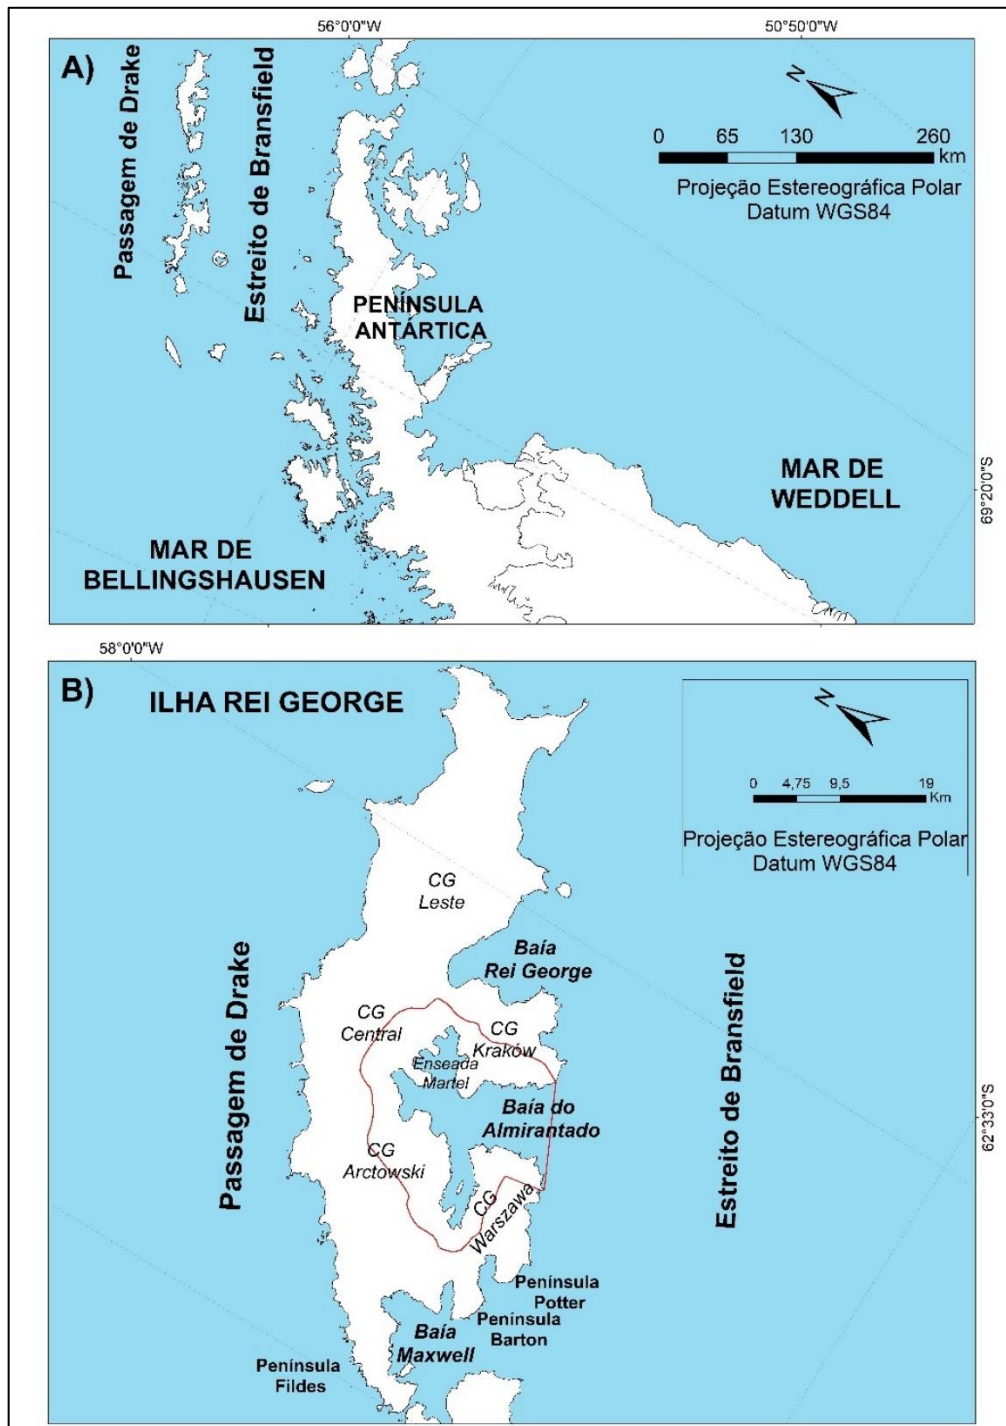 56°0'0"W
50°50'0"W
A)
Passagem de Drake
Estreito de Bransfield
N
0 65 130 260
km
Projeção Estereográfica Polar
Datum WGS84
PENÍNSULA
ANTÁRTICA
MAR DE
WEDDELL
69°20'0"S
MAR DE
BELLINGSHAUSEN
58°0'0"W
B)
ILHA REI GEORGE
N
0 4,75 9,5 19
Km
Projeção Estereográfica Polar
Datum WGS84
CG
Leste
Baía
Rei George
Passagem de Drake
Estreito de Bransfield
CG
Central
CG
Kraków
Enseada
Martel
Baía do
Almirantado
62°33'0"S
CG
Arctowski
CG
Warszawa
Península
Potter
Península
Barton
Baía
Maxwell
Península
Fildes